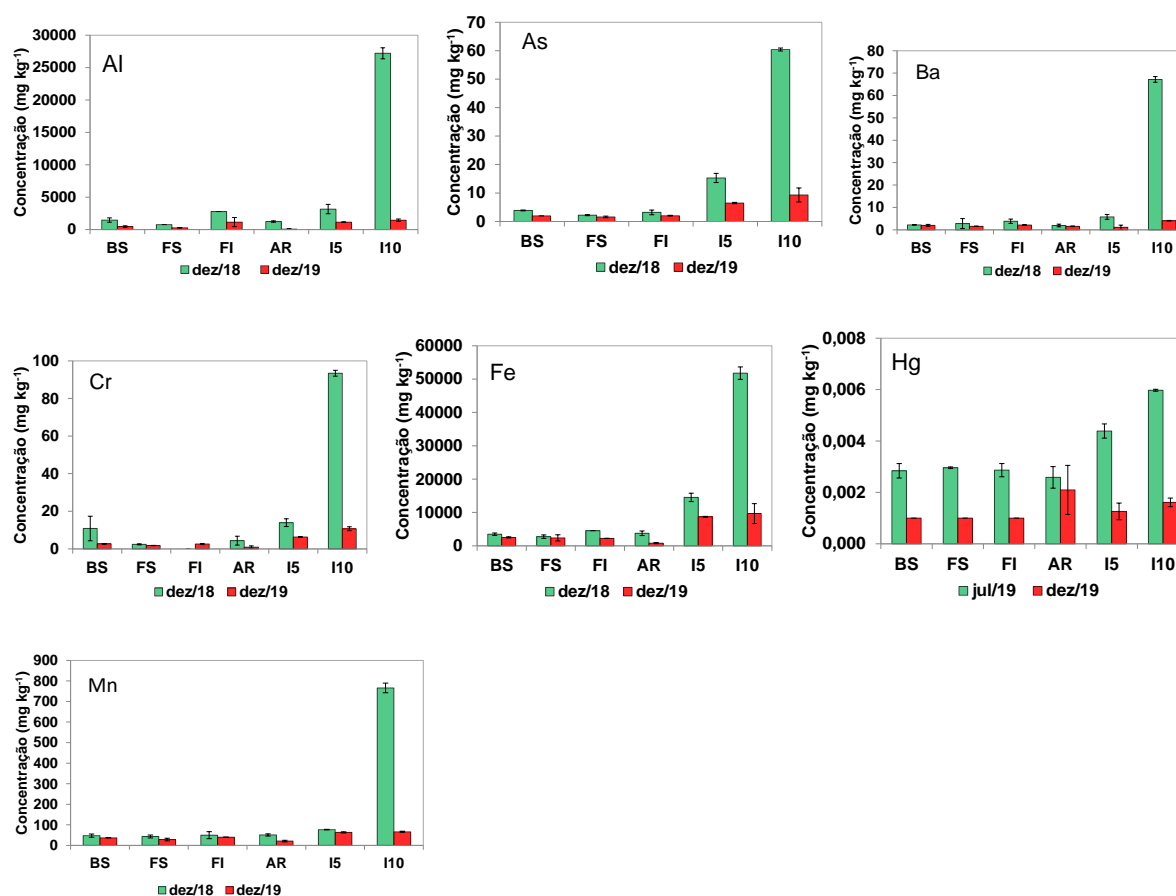 Al
Concentração (mg kg-1)
30000
25000
20000
15000
10000
5000
0
BS FS FI AR I5 I10
dez/18 dez/19
As
Concentração (mg kg-1)
70
60
50
40
30
20
10
0
BS FS FI I5 I10
dez/18 dez/19
Ba
Concentração (mg kg-1)
80
70
60
50
40
30
20
10
0
BS FS FI AR I5 I10
dez/18 dez/19
Cr
Concentração (mg kg-1)
100
80
60
40
20
0
BS FS FI AR I5 I10
dez/18 dez/19
Fe
Concentração (mg kg-1)
60000
50000
40000
30000
20000
10000
0
BS FS FI AR I5 I10
dez/18 dez/19
Hg
Concentração (mg kg-1)
0,008
0,006
0,004
0,002
0,000
BS FS FI AR I5 I10
jul/19 dez/19
Mn
Concentração (mg kg-1)
900
800
700
600
500
400
300
200
100
0
BS FS FI AR I5 I10
dez/18 dez/19